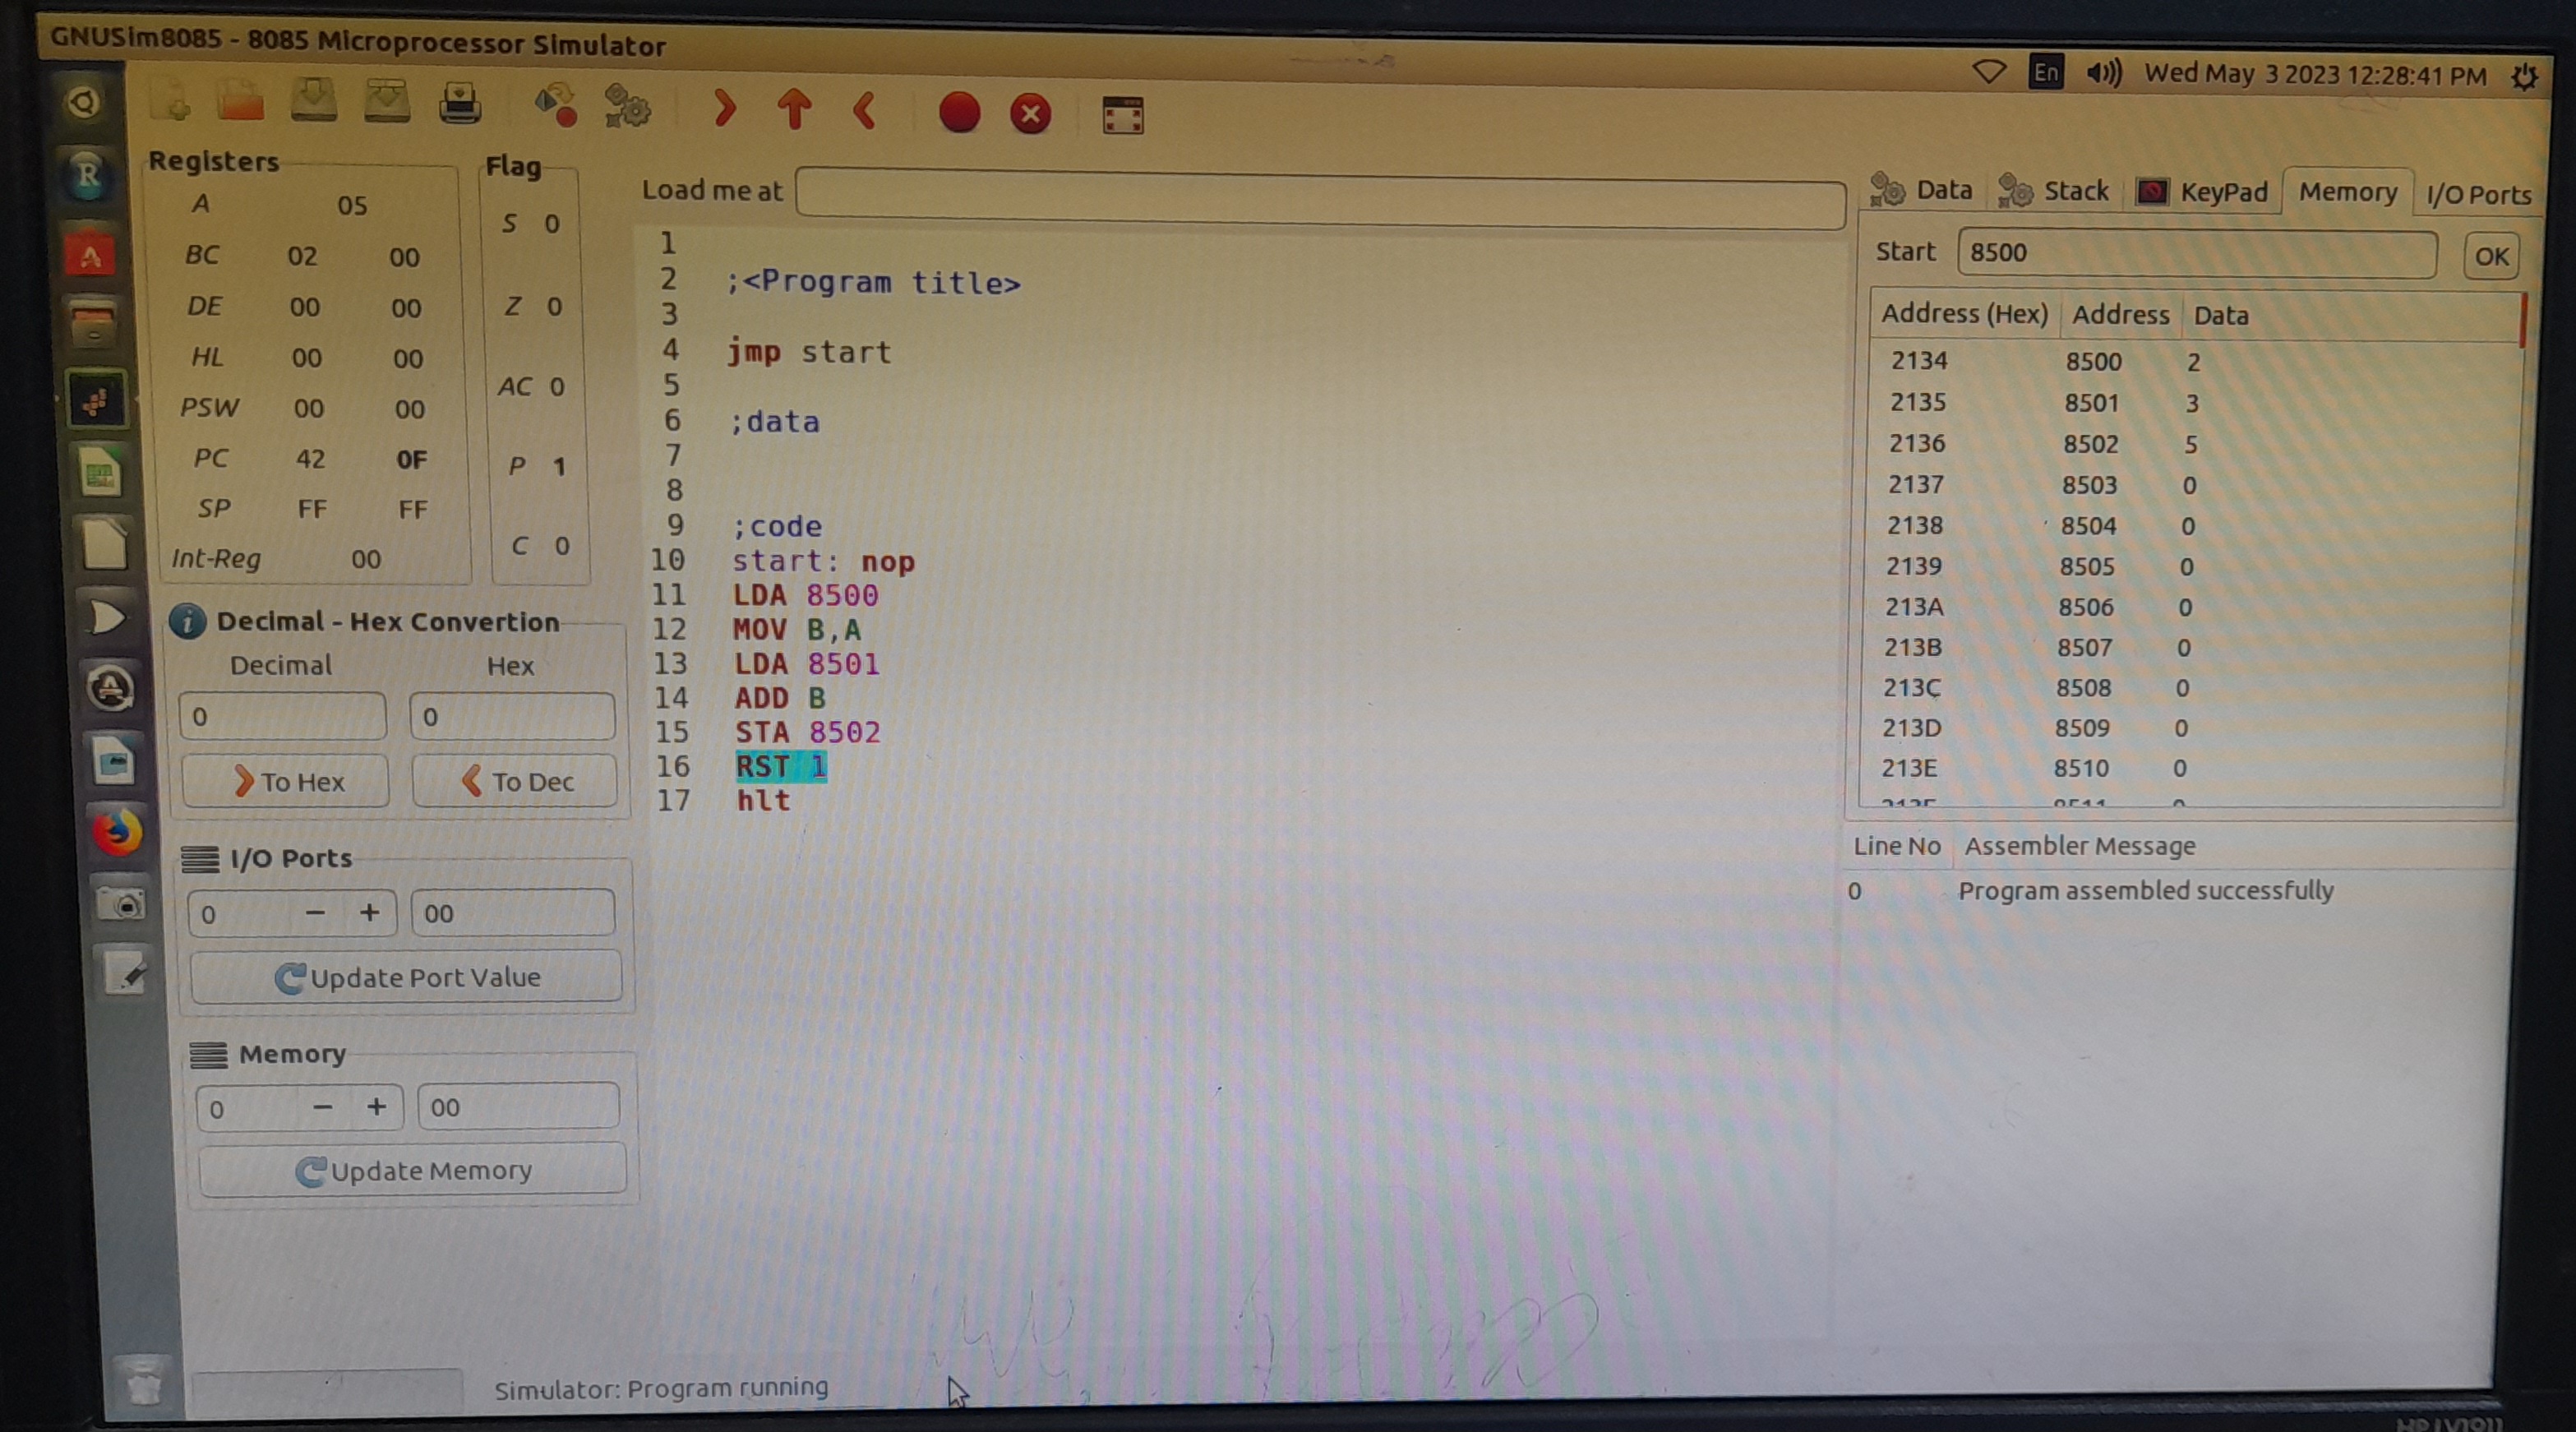 GNUSim8085 - 8085 Microprocessor Simulator
En Wed May 3 2023 12:28:41 PM
Registers
A 05
BC 02 00
DE 00 00
HL 00 00
PSW 00 00
PC 42 0F
SP FF FF
Int-Reg 00
Flag
S 0
Z 0
AC 0
P 1
C 0
Decimal - Hex Convertion
Decimal Hex
0 0
To Hex To Dec
I/O Ports
0 − + 00
Update Port Value
Memory
0 − + 00
Update Memory
Load me at
1
2 ;<Program title>
3
4 jmp start
5
6 ;data
7
8
9 ;code
10 start: nop
11 LDA 8500
12 MOV B,A
13 LDA 8501
14 ADD B
15 STA 8502
16 RST 1
17 hlt
Data Stack KeyPad Memory I/O Ports
Start 8500 OK
Address (Hex) Address Data
2134 8500 2
2135 8501 3
2136 8502 5
2137 8503 0
2138 8504 0
2139 8505 0
213A 8506 0
213B 8507 0
213C 8508 0
213D 8509 0
213E 8510 0
Line No Assembler Message
0 Program assembled successfully
Simulator: Program running